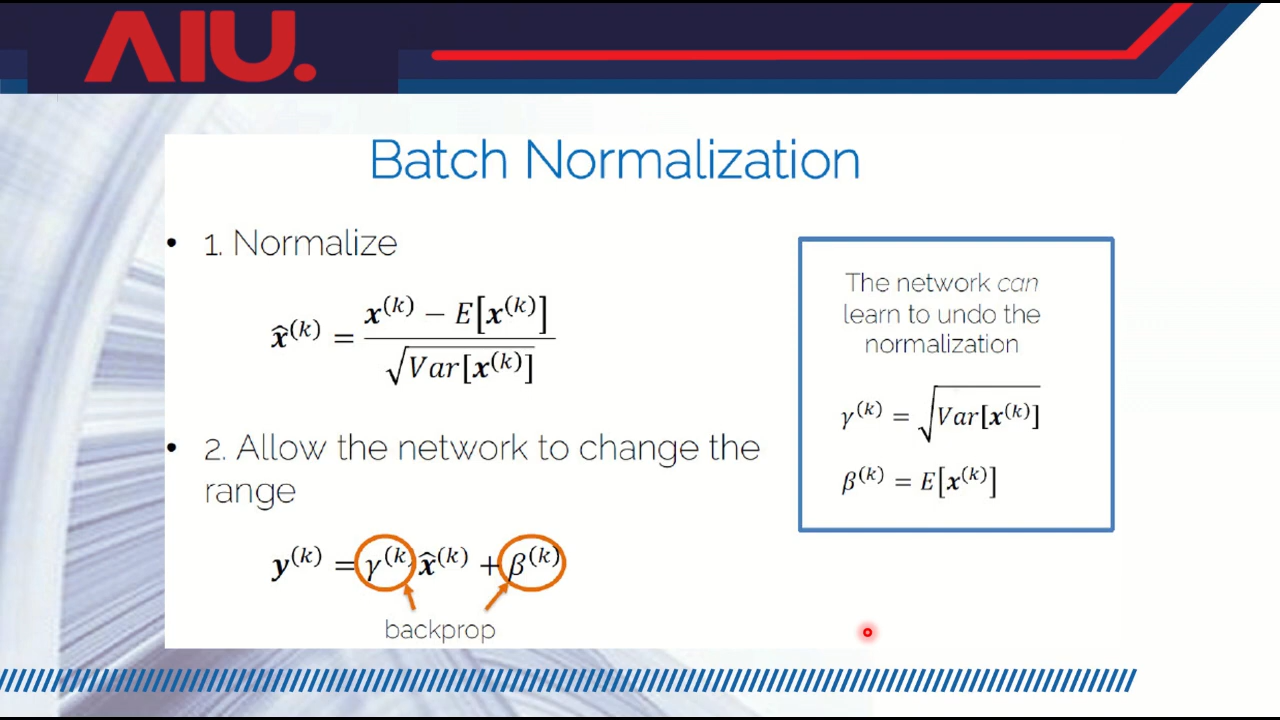 AIU.
Batch Normalization
• 1. Normalize
x̂^(k) = (x^(k) − E[x^(k)]) / √Var[x^(k)]
• 2. Allow the network to change the
range
y^(k) = γ^(k) x̂^(k) + β^(k)
backprop
The network can
learn to undo the
normalization
γ^(k) = √Var[x^(k)]
β^(k) = E[x^(k)]